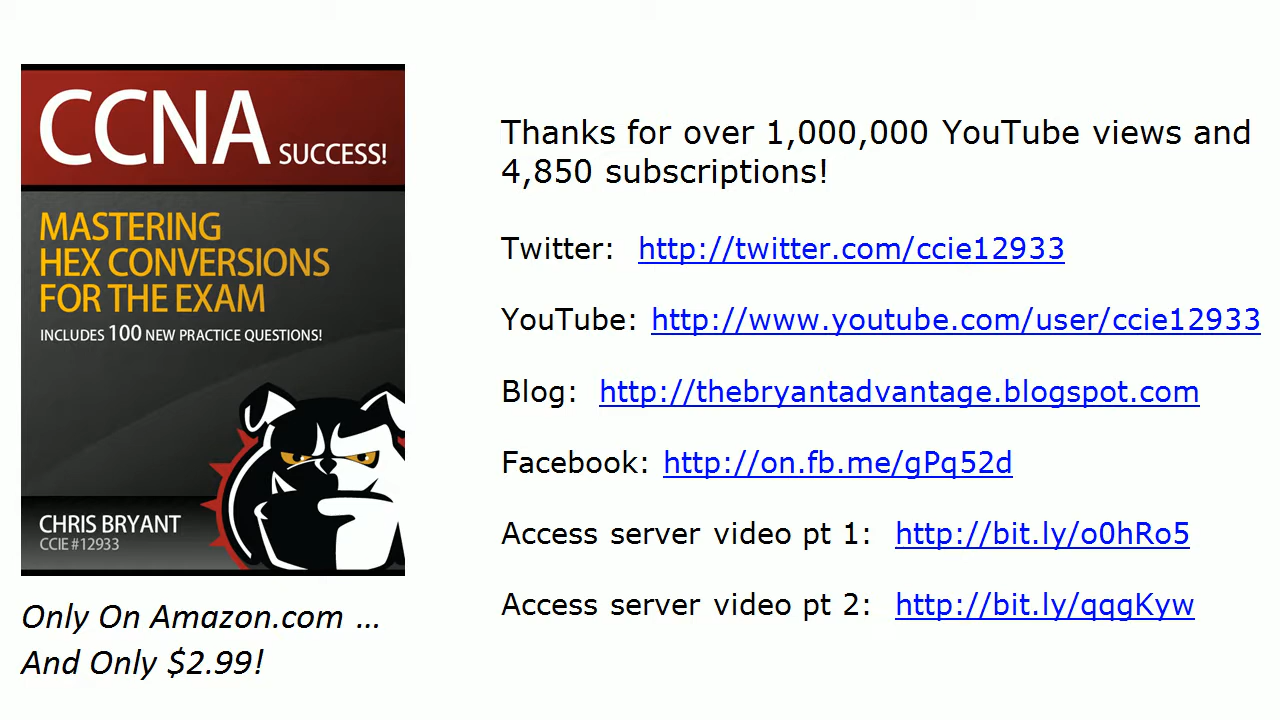 CCNA SUCCESS!
MASTERING
HEX CONVERSIONS
FOR THE EXAM
INCLUDES 100 NEW PRACTICE QUESTIONS!
CHRIS BRYANT
CCIE #12933
Only On Amazon.com ...
And Only $2.99!
Thanks for over 1,000,000 YouTube views and
4,850 subscriptions!
Twitter: http://twitter.com/ccie12933
YouTube: http://www.youtube.com/user/ccie12933
Blog: http://thebryantadvantage.blogspot.com
Facebook: http://on.fb.me/gPq52d
Access server video pt 1: http://bit.ly/o0hRo5
Access server video pt 2: http://bit.ly/qqgKyw